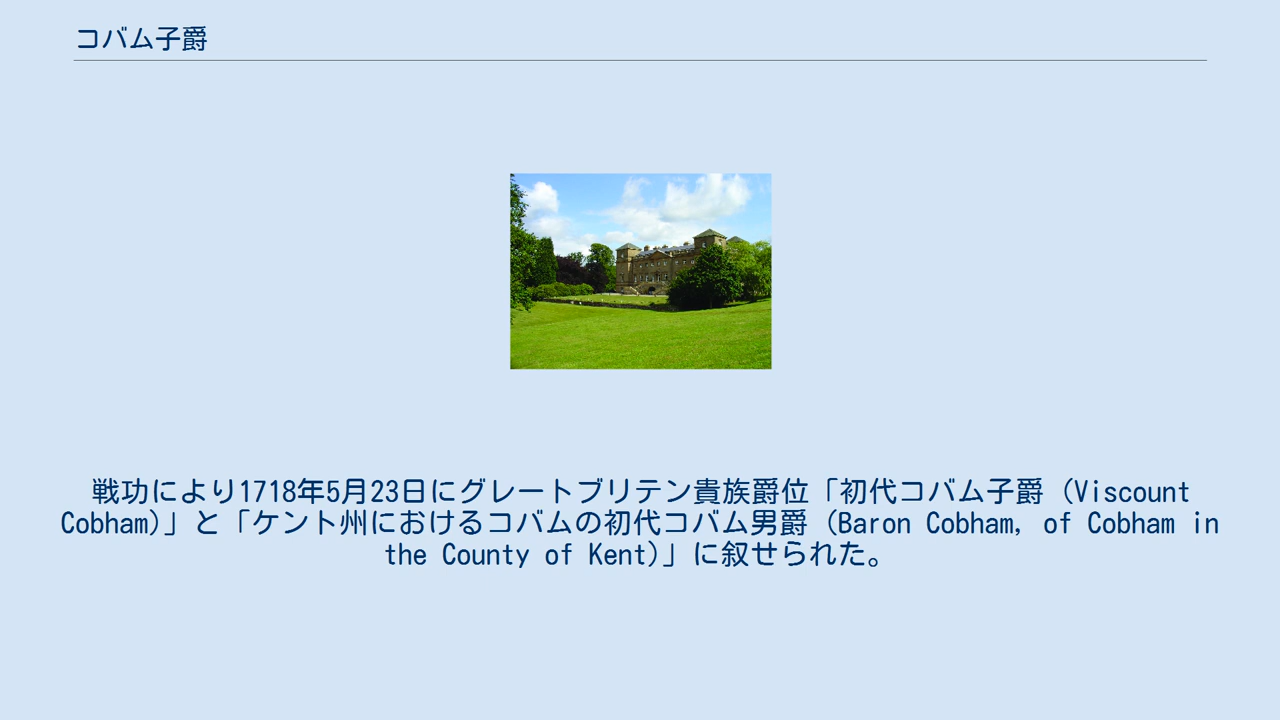 コバム子爵
戦功により1718年5月23日にグレートブリテン貴族爵位「初代コバム子爵 (Viscount
Cobham)」と「ケント州におけるコバムの初代コバム男爵 (Baron Cobham, of Cobham in
the County of Kent)」に叙せられた。